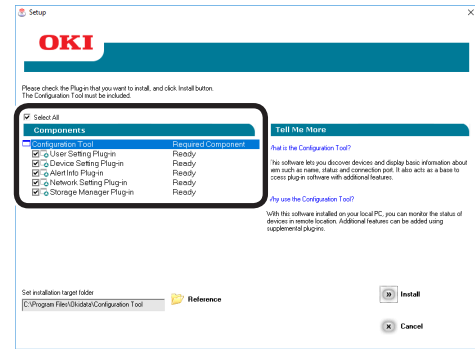 Setup
OKI
Please check the Plug-in that you want to install, and click Install button.
The Configuration Tool must be included.
Select All
Components
Configuration Tool Required Component
User Setting Plug-in Ready
Device Setting Plug-in Ready
Alert Info Plug-in Ready
Network Setting Plug-in Ready
Storage Manager Plug-in Ready
Tell Me More
hat is the Configuration Tool?
his software lets you discover devices and display basic information about
em such as name, status and connection port. It also acts as a base to
ocess plug-in software with additional features.
hy use the Configuration Tool?
With this software installed on your local PC, you can monitor the status of
devices in remote location. Additional features can be added using
supplemental plug-ins.
Set installation target folder
C:\Program Files\Okidata\Configuration Tool
Reference
Install
Cancel